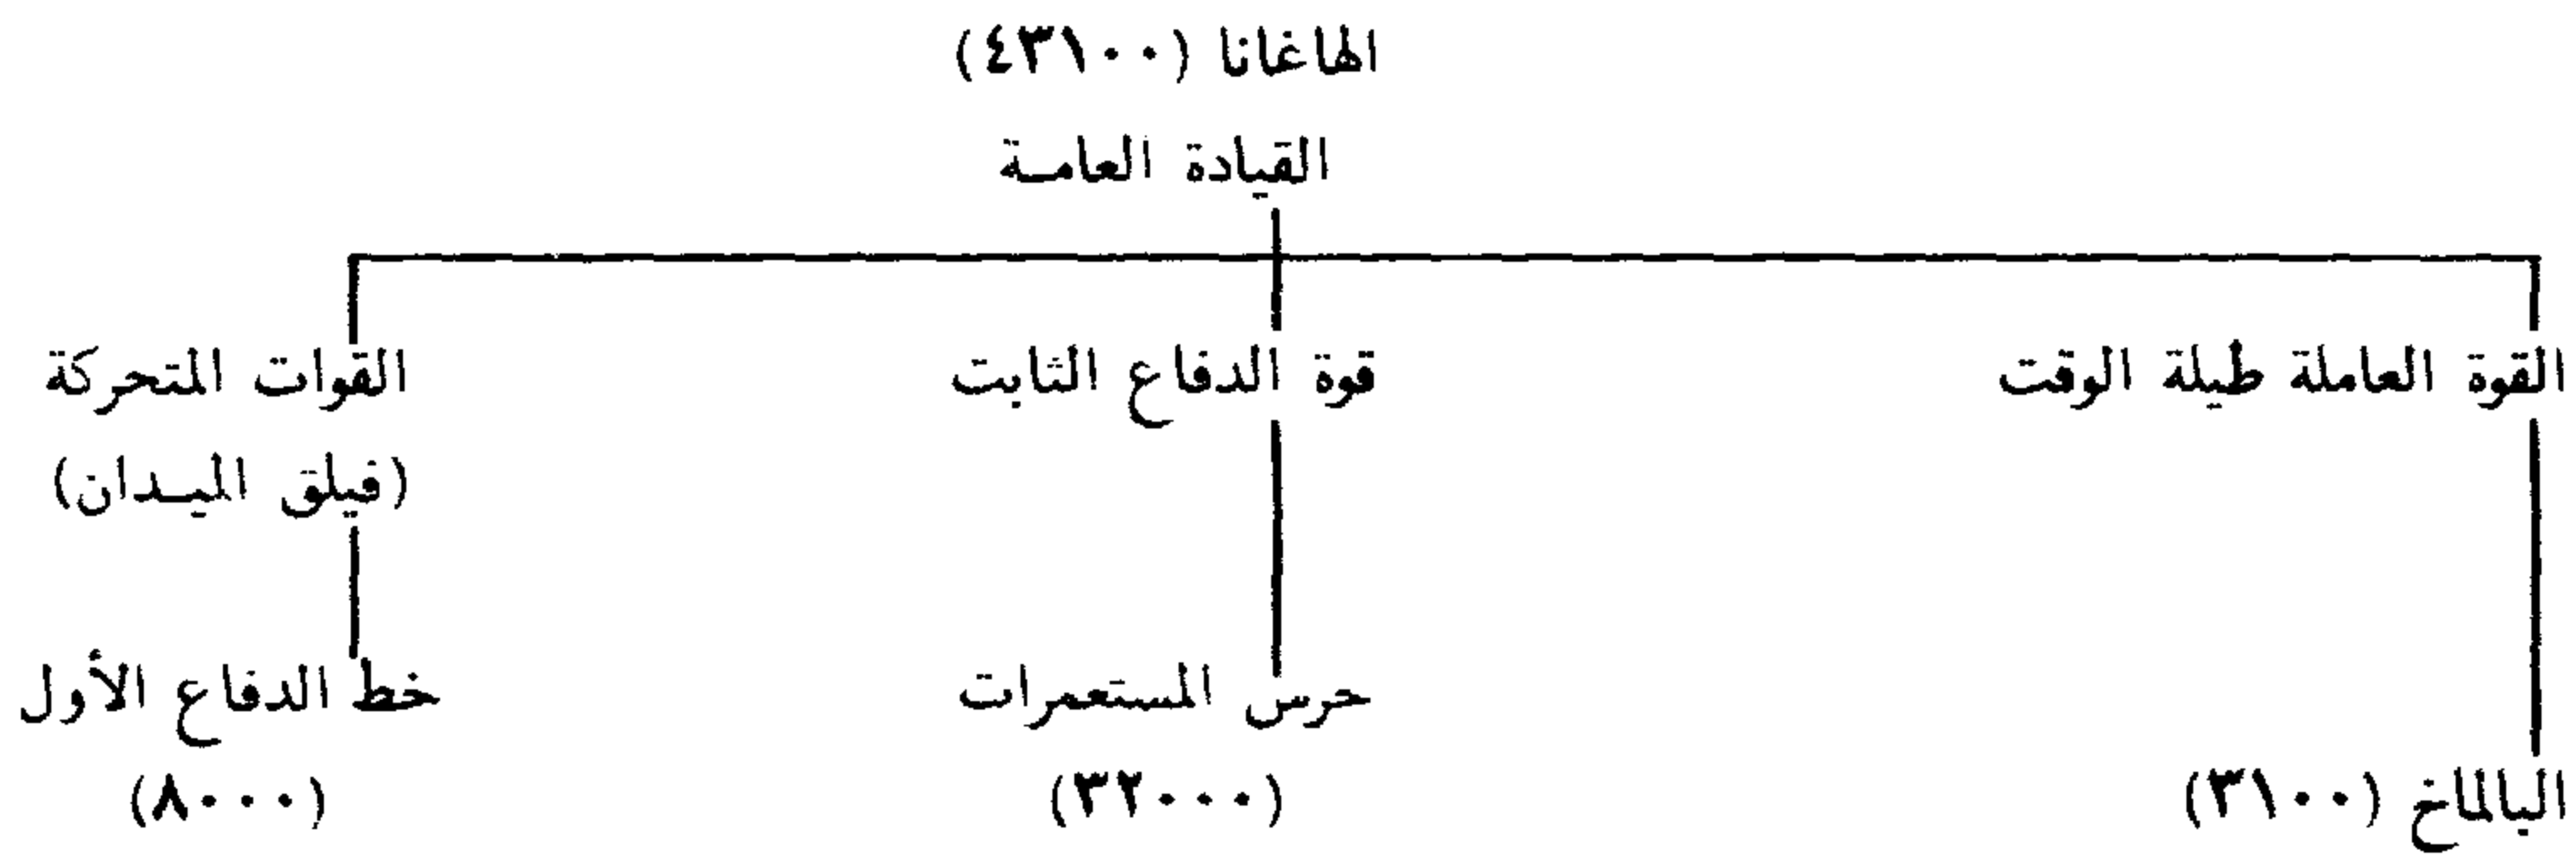 الهاغانا (٤٣١٠٠)
القيادة العامـة
القوة العاملة طيلة الوقت
قوة الدفاع الثابت
القوات المتحركة
(فيلق الميـدان)
حرس المستعمرات
خط الدفاع الأول
البالماخ (٣١٠٠)
(٣٢٠٠٠)
(٨٠٠٠)